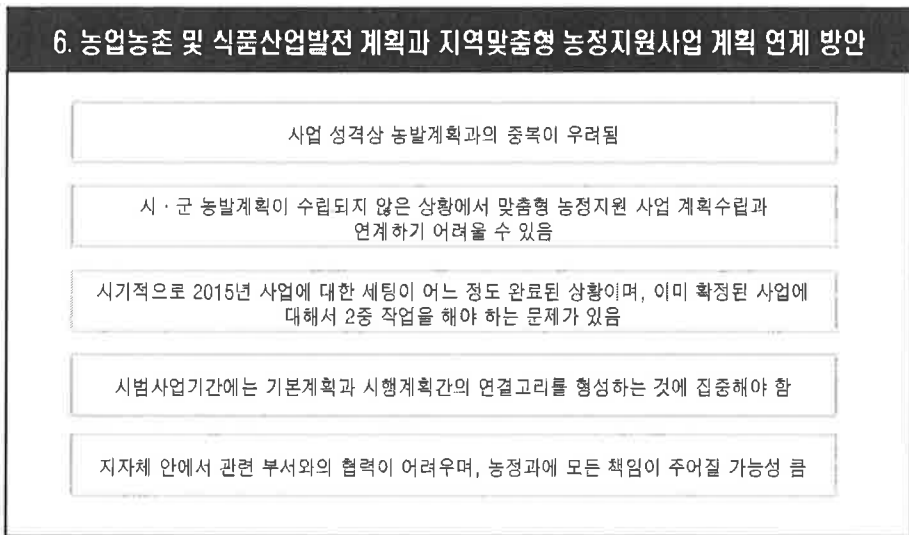 6. 농업농촌 및 식품산업발전 계획과 지역맞춤형 농정지원사업 계획 연계 방안
사업 성격상 농발계획과의 중복이 우려됨
시 · 군 농발계획이 수립되지 않은 상황에서 맞춤형 농정지원 사업 계획수립과
연계하기 어려울 수 있음
시기적으로 2015년 사업에 대한 세팅이 어느 정도 완료된 상황이며, 이미 확정된 사업에
대해서 2중 작업을 해야 하는 문제가 있음
시범사업기간에는 기본계획과 시행계획간의 연결고리를 형성하는 것에 집중해야 함
지자체 안에서 관련 부서와의 협력이 어려우며, 농정과에 모든 책임이 주어질 가능성 큼